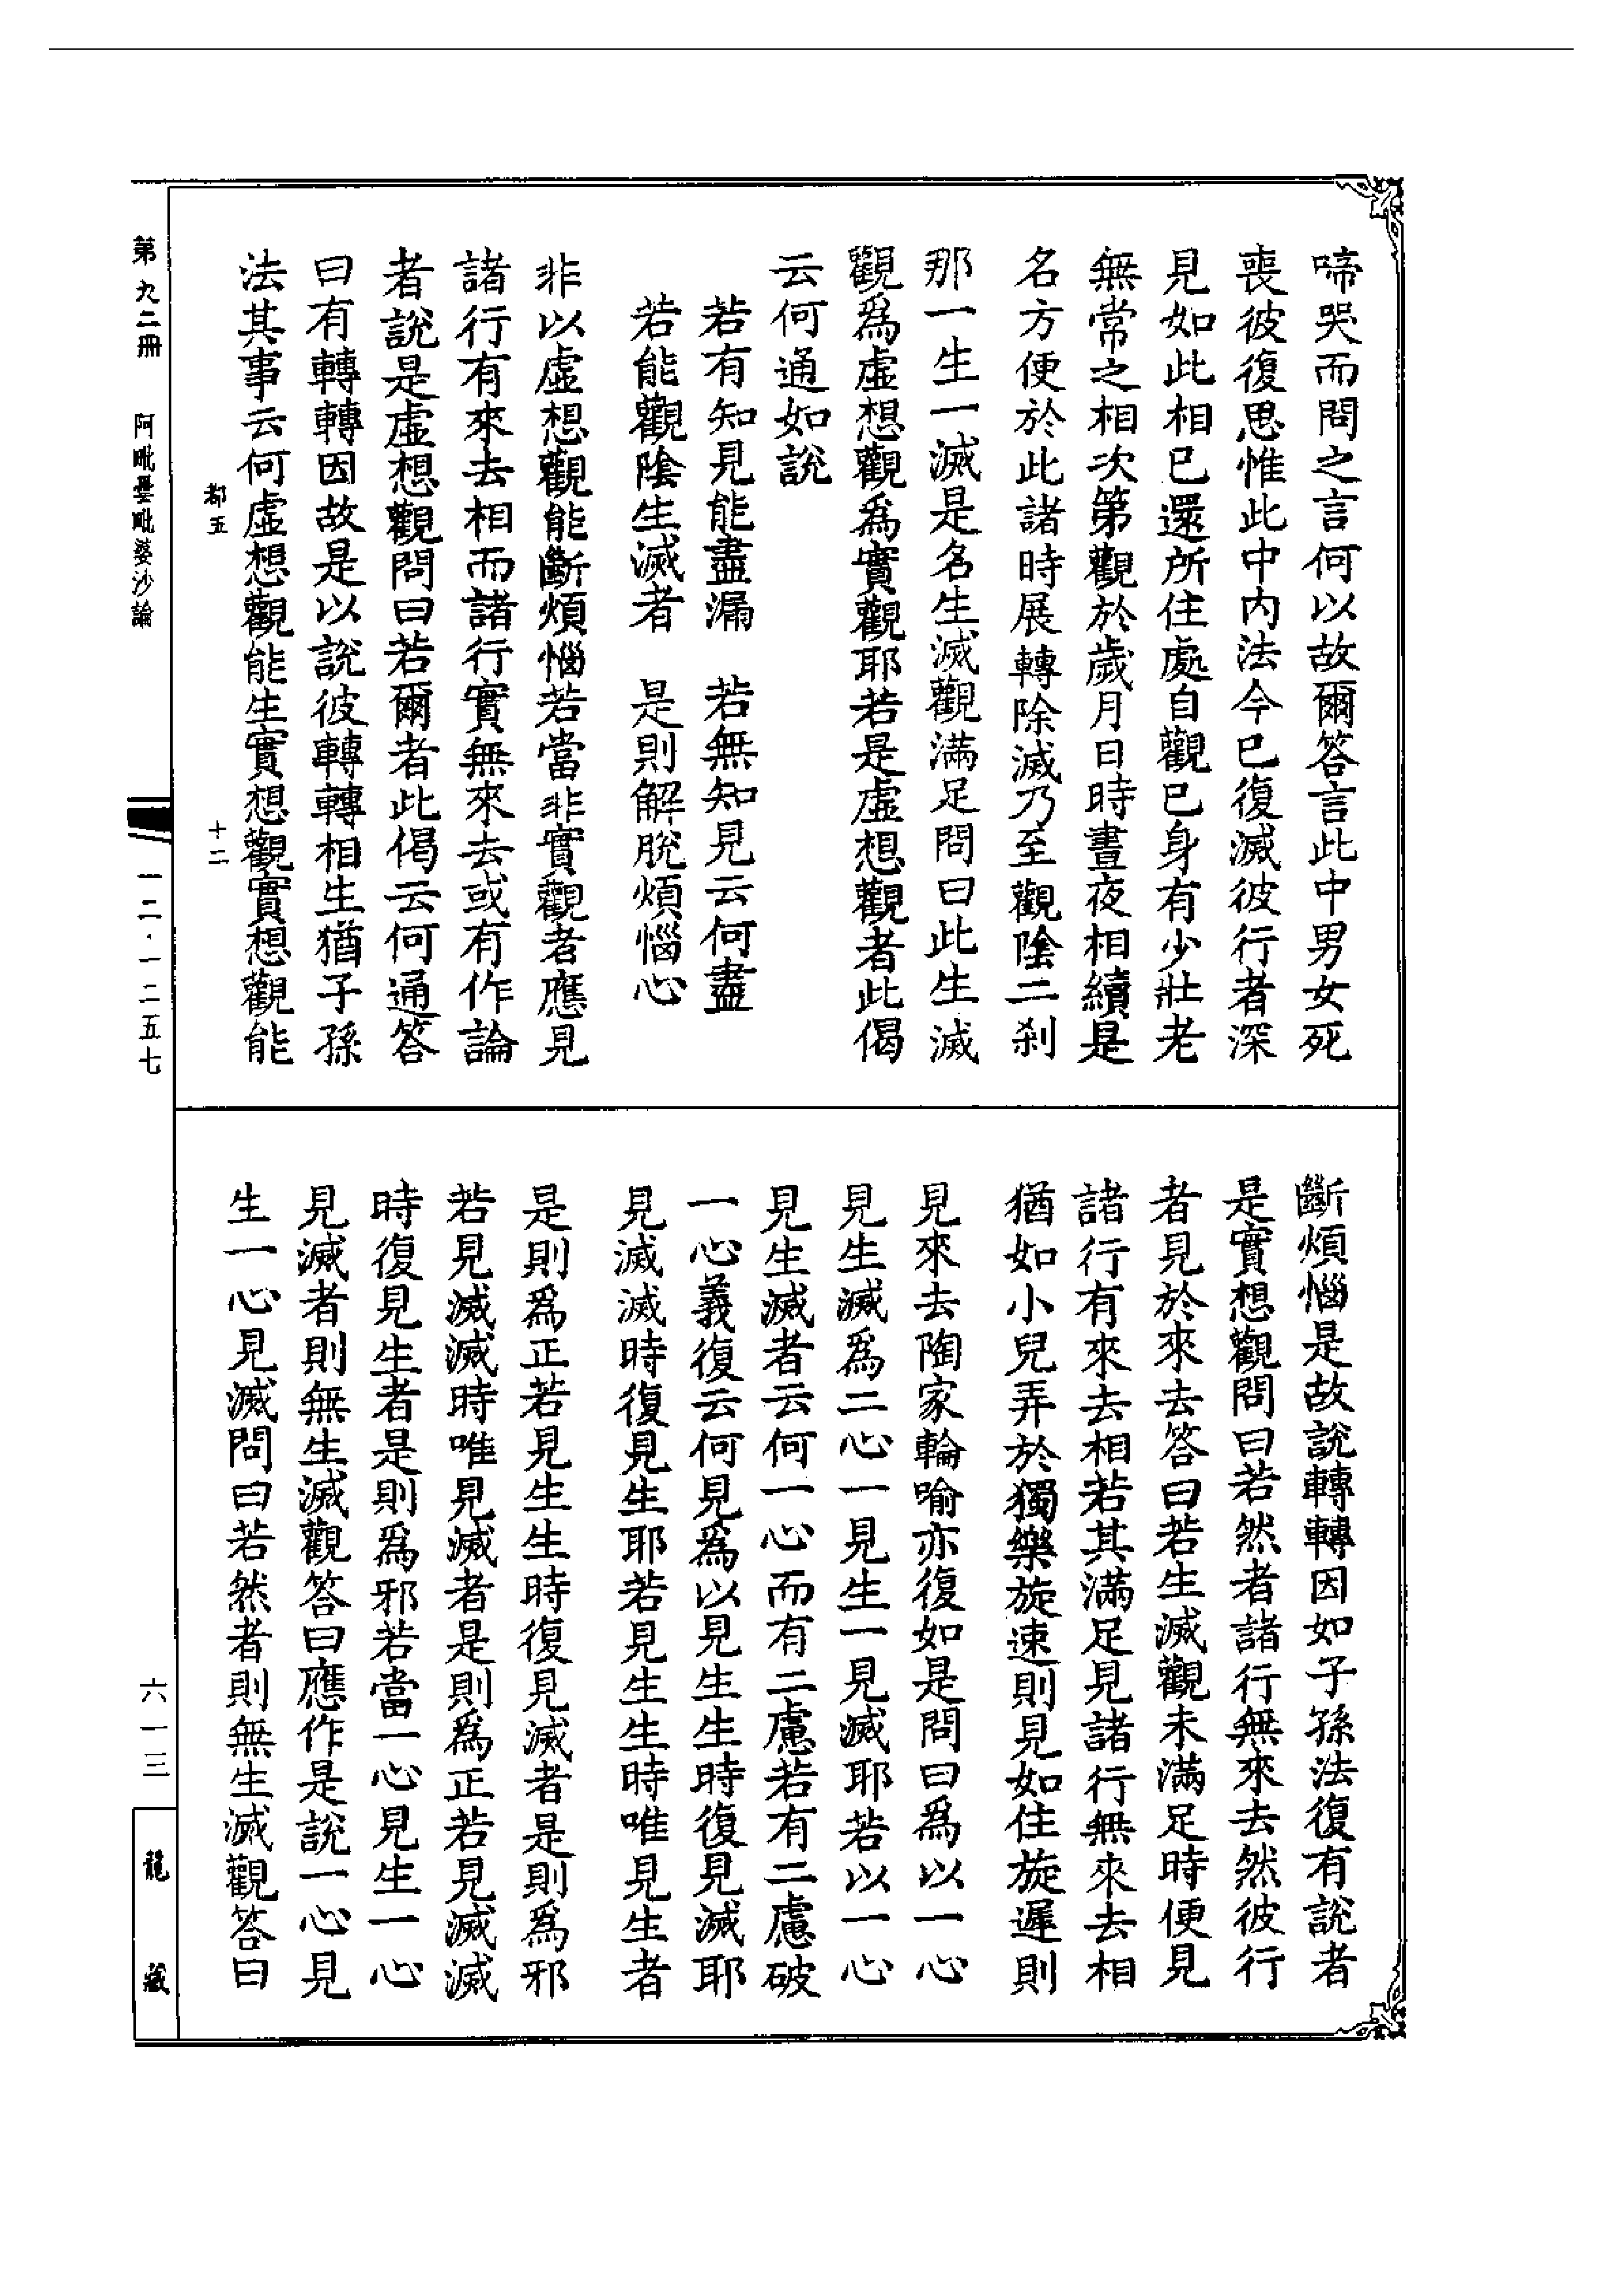 啼哭而問之言何以故爾答言此中男女死
喪彼復思惟此中内法今已復滅彼行者深
見如此相已還所住處自觀已身有少壯老
無常之相次第觀於歲月日時晝夜相續是
名方便於此諸時展轉除滅乃至觀陰二刹
那一生一滅是名生滅觀滿足問曰此生滅
觀爲虛想觀爲實觀耶若是虛想觀者此偈
云何通如說
若有知見能盡漏　若無知見云何盡
若能觀陰生滅者　是則解脫煩惱心
非以虛想觀能斷煩惱若當非實觀者應見
諸行有來去相而諸行實無來去或有作論
者說是虛想觀問曰若爾者此偈云何通答
曰有轉轉因故是以說彼轉轉相生猶子孫
法其事云何虛想觀能生實想觀實想觀能
都五　十二
斷煩惱是故說轉轉因如子孫法復有說者
是實想觀問曰若然者諸行無來去然彼行
者見於來去答曰若生滅觀未滿足時便見
諸行有來去相若其滿足見諸行無來去相
猶如小兒弄於獨樂旋速則見如住旋遲則
見來去陶家輪喻亦復如是問曰爲以一心
見生滅爲二心一見生一見滅耶若以一心
見生滅者云何一心而有二慮若有二慮破
一心義復云何見爲以見生生時復見滅耶
見滅滅時復見生耶若見生生時唯見生者
是則爲正若見生生時復見滅者是則爲邪
若見滅滅時唯見滅者是則爲正若見滅滅
時復見生者是則爲邪若當一心見生一心
見滅者則無生滅觀答曰應作是說一心見
生一心見滅問曰若然者則無生滅觀答曰
第九二冊　阿毗曇毗婆沙論
一二·一二五七
六一三
龍藏